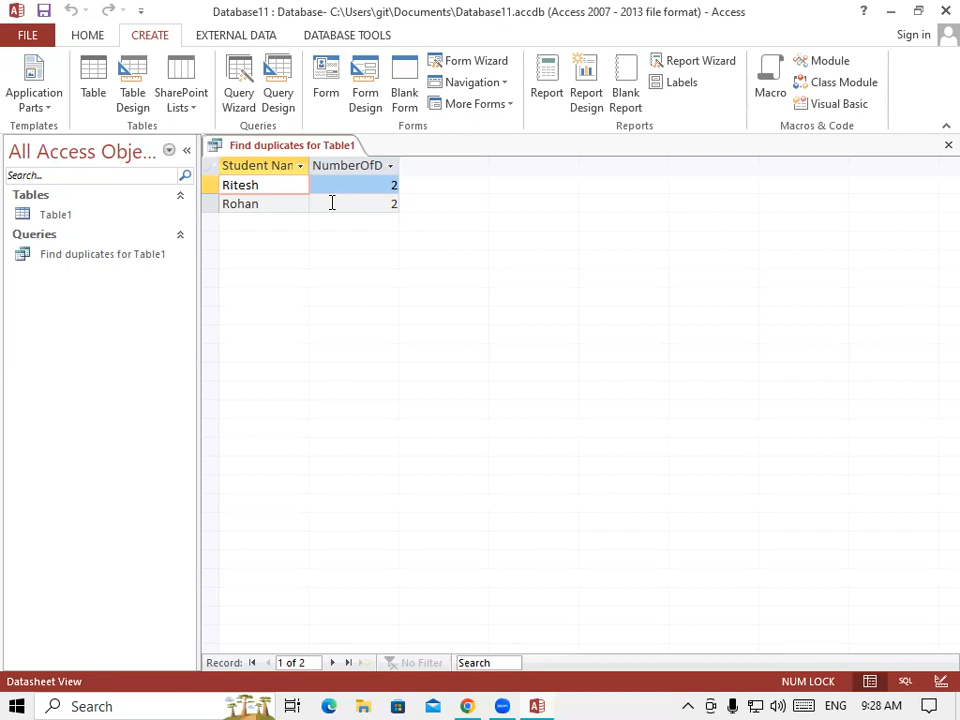 Database11 : Database- C:\Users\git\Documents\Database11.accdb (Access 2007 - 2013 file format) - Access
FILE HOME CREATE EXTERNAL DATA DATABASE TOOLS Sign in
Application Parts
Table
Table Design
SharePoint Lists
Query Wizard
Query Design
Form
Form Design
Blank Form
Form Wizard
Navigation
More Forms
Report
Report Design
Blank Report
Report Wizard
Labels
Macro
Module
Class Module
Visual Basic
Templates Tables Queries Forms Reports Macros & Code
All Access Obje...
Search...
Tables
Table1
Queries
Find duplicates for Table1
Find duplicates for Table1
Student Nan NumberOfD
Ritesh 2
Rohan 2
Record: 1 of 2 No Filter Search
Datasheet View NUM LOCK SQL
Search ENG 9:28 AM